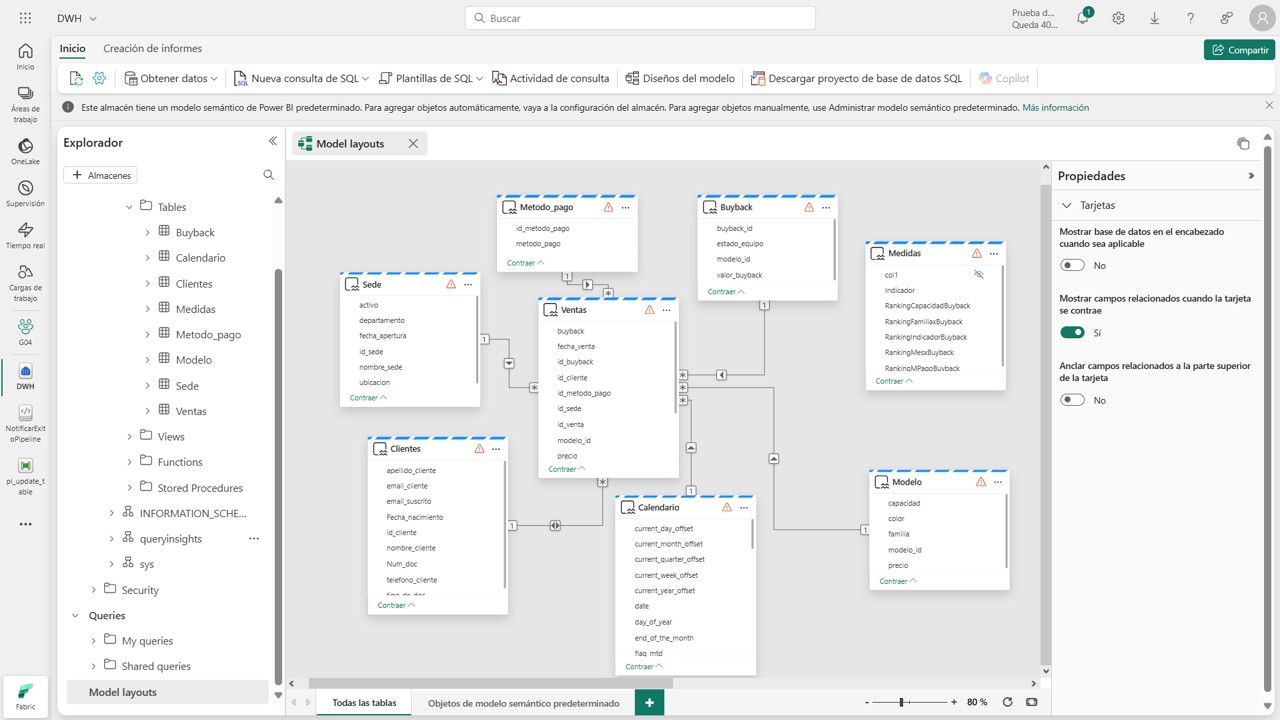 DWH
Buscar
Prueba d...
Queda 40...
1
Inicio
Creación de informes
Compartir
Obtener datos
Nueva consulta de SQL
Plantillas de SQL
Actividad de consulta
Diseños del modelo
Descargar proyecto de base de datos SQL
Copilot
Este almacén tiene un modelo semántico de Power BI predeterminado. Para agregar objetos automáticamente, vaya a la configuración del almacén. Para agregar objetos manualmente, use Administrar modelo semántico predeterminado. Más información
Inicio
Áreas de
trabajo
OneLake
Supervisión
Tiempo real
Cargas de
trabajo
G04
DWH
NotificarExit
oPipeline
pi_update_t
able
Fabric
Explorador
+ Almacenes
Tables
Buyback
Calendario
Clientes
Medidas
Metodo_pago
Modelo
Sede
Ventas
Views
Functions
Stored Procedures
INFORMATION_SCHE...
queryinsights
sys
Security
Queries
My queries
Shared queries
Model layouts
Model layouts
Metodo_pago
id_metodo_pago
metodo_pago
Contraer
Buyback
buyback_id
estado_equipo
modelo_id
valor_buyback
Contraer
Medidas
col1
Indicador
RankingCapacidadBuyback
RankingFamiliaxBuyback
RankingIndicadorBuyback
RankingMesxBuyback
RankingMPagoBuyback
Contraer
Sede
activo
departamento
fecha_apertura
id_sede
nombre_sede
ubicacion
Contraer
Ventas
buyback
fecha_venta
id_buyback
id_cliente
id_metodo_pago
id_sede
id_venta
modelo_id
precio
Contraer
Clientes
apellido_cliente
email_cliente
email_suscrito
Fecha_nacimiento
id_cliente
nombre_cliente
Num_doc
telefono_cliente
tipo_de_doc
Contraer
Calendario
current_day_offset
current_month_offset
current_quarter_offset
current_week_offset
current_year_offset
date
day_of_year
end_of_the_month
flag_mtd
Contraer
Modelo
capacidad
color
familia
modelo_id
precio
Contraer
1
*
1
*
1
*
1
*
1
*
1
*
Todas las tablas
Objetos de modelo semántico predeterminado
+
- + 80 %
Propiedades
Tarjetas
Mostrar base de datos en el encabezado
cuando sea aplicable
No
Mostrar campos relacionados cuando la tarjeta
se contrae
Sí
Anclar campos relacionados a la parte superior
de la tarjeta
No